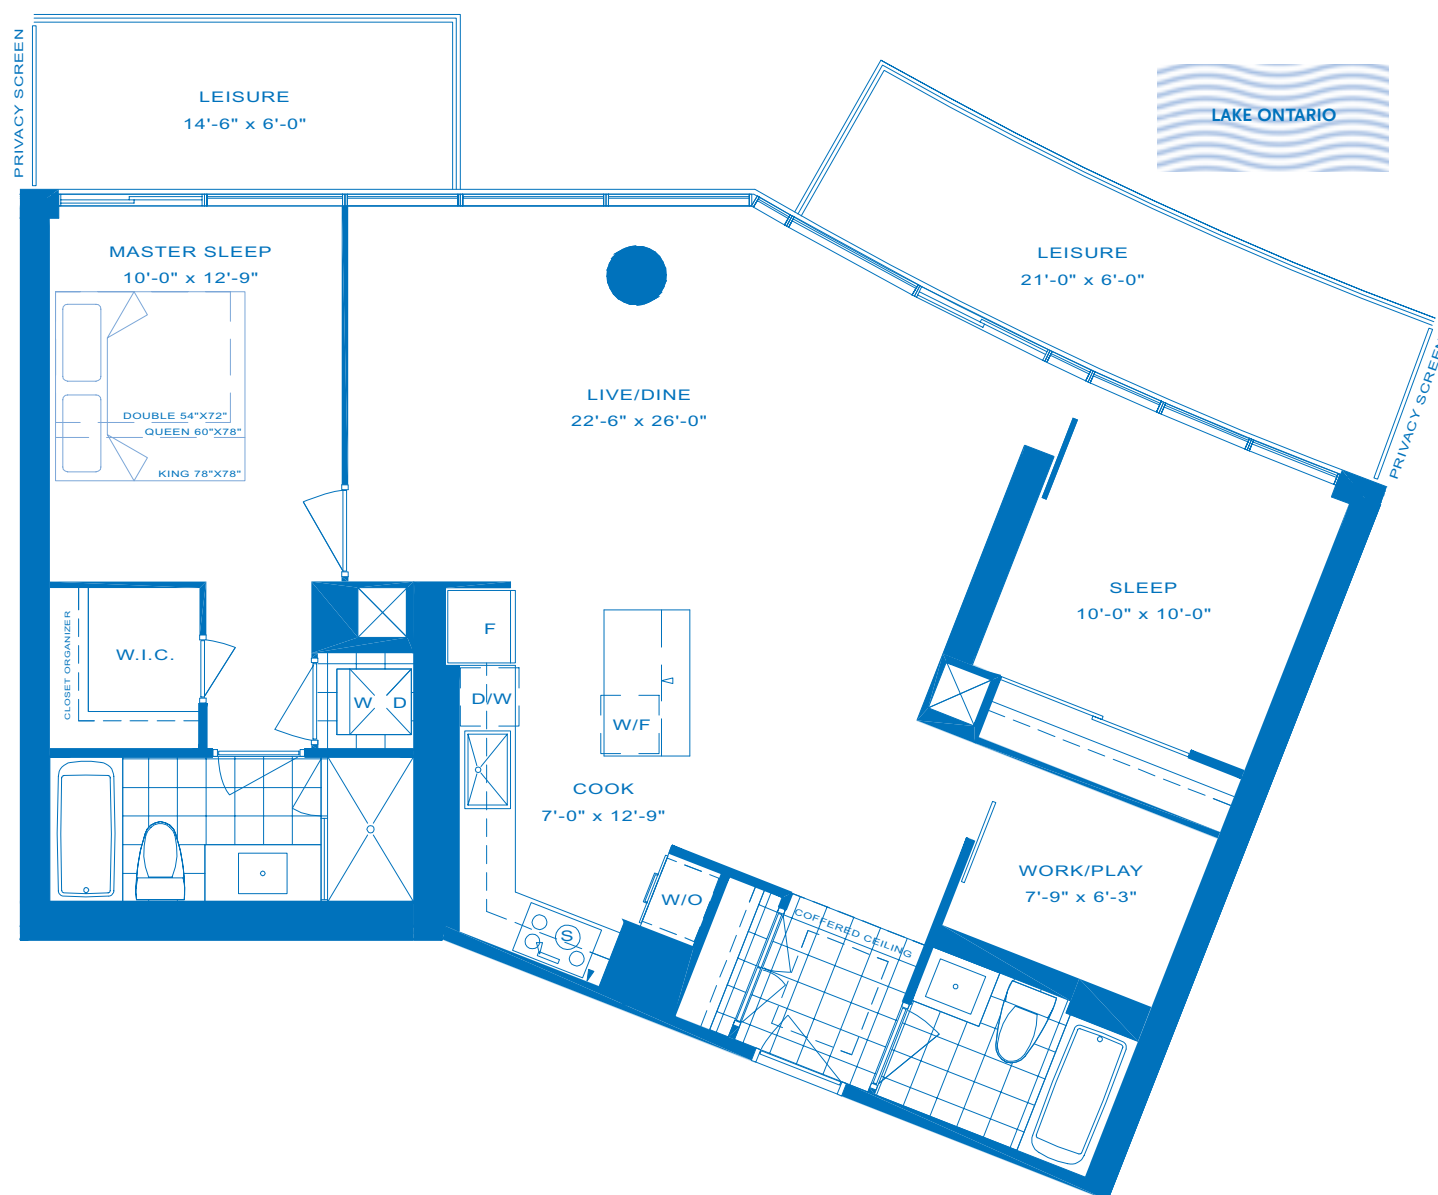 PRIVACY SCREEN
LEISURE
14'-6" x 6'-0"
LAKE ONTARIO
MASTER SLEEP
10'-0" x 12'-9"
LEISURE
21'-0" x 6'-0"
PRIVACY SCREEN
DOUBLE 54"X72"
QUEEN 60"X78"
KING 78"X78"
LIVE/DINE
22'-6" x 26'-0"
SLEEP
10'-0" x 10'-0"
CLOSET ORGANIZER
W.I.C.
W D
F
D/W
W/F
COOK
7'-0" x 12'-9"
WORK/PLAY
7'-9" x 6'-3"
W/O
S
COFFERED CEILING